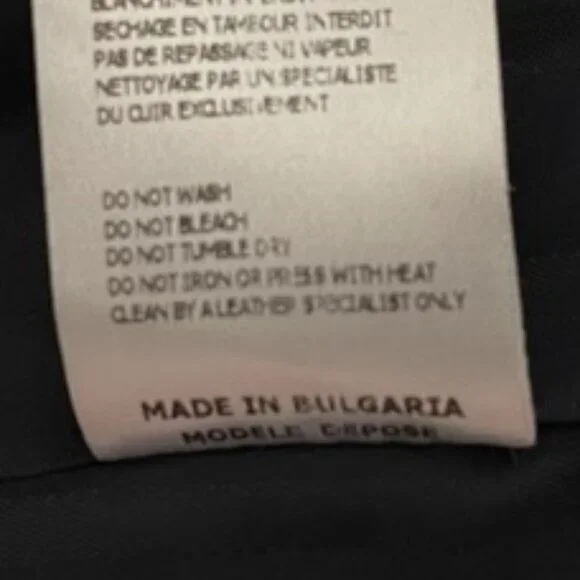 BLANCHIMENT
SECHAGE EN TAMBOUR INTERDIT
PAS DE REPASSAGE NI VAPEUR
NETTOYAGE PAR UN SPECIALISTE
DU CUIR EXCLUSIVEMENT
DO NOT WASH
DO NOT BLEACH
DO NOT TUMBLE DRY
DO NOT IRON OR PRESS WITH HEAT
CLEAN BY A LEATHER SPECIALIST ONLY
MADE IN BULGARIA
MODELE DEPOSE